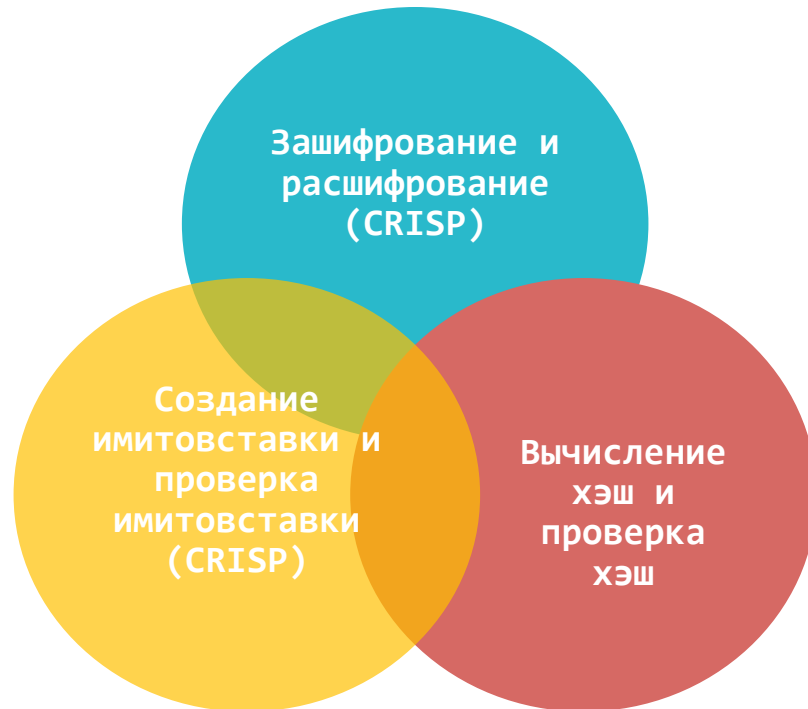 Зашифрование и
расшифрование
(CRISP)
Создание
имитовставки и
проверка
имитовставки
(CRISP)
Вычисление
хэш и
проверка
хэш